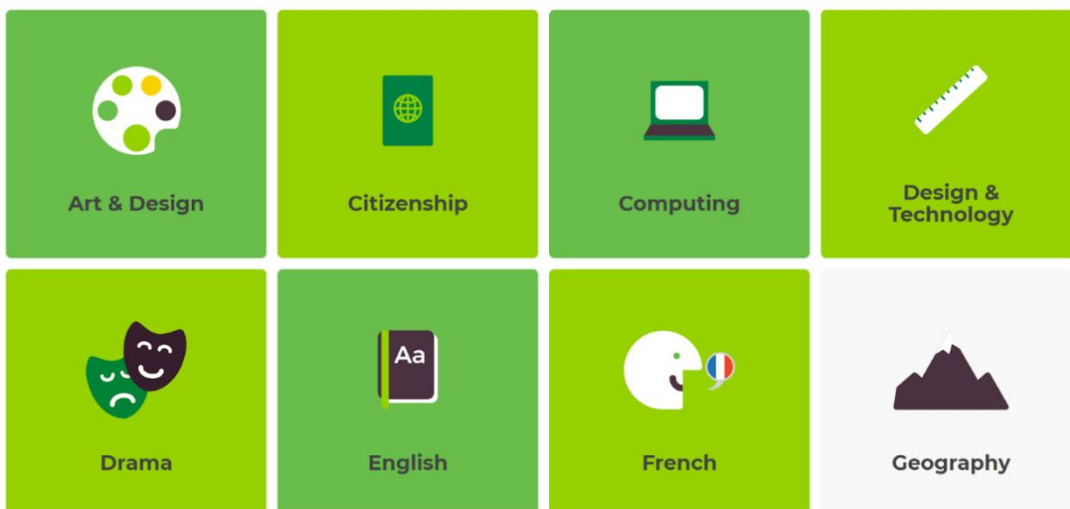 Art & Design
Citizenship
Computing
Design &
Technology
Drama
Aa
English
French
Geography